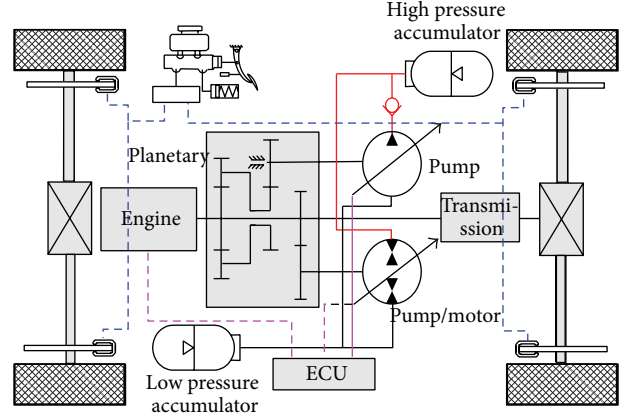 High pressure
accumulator
Planetary
Pump
Engine
Transmi-
ssion
Pump/motor
Low pressure
accumulator
ECU